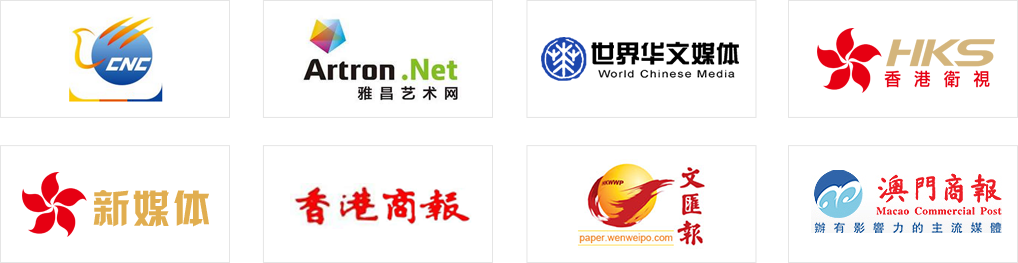 CNC
Artron.Net
雅昌艺术网
世界华文媒体
World Chinese Media
HKS
香港衛視
新媒体
香港商報
HKWWP
文匯報
paper.wenweipo.com
澳門商報
Macao Commercial Post
辦有影響力的主流媒體